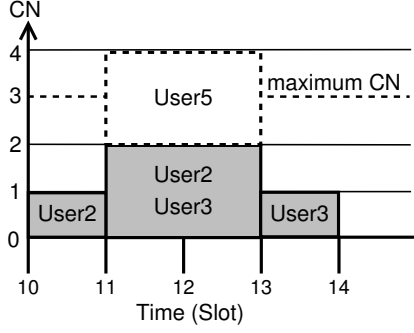 CN
4
maximum CN
3
User5
2
User2
User3
1
User2
User3
0
10
11
12
13
14
Time (Slot)